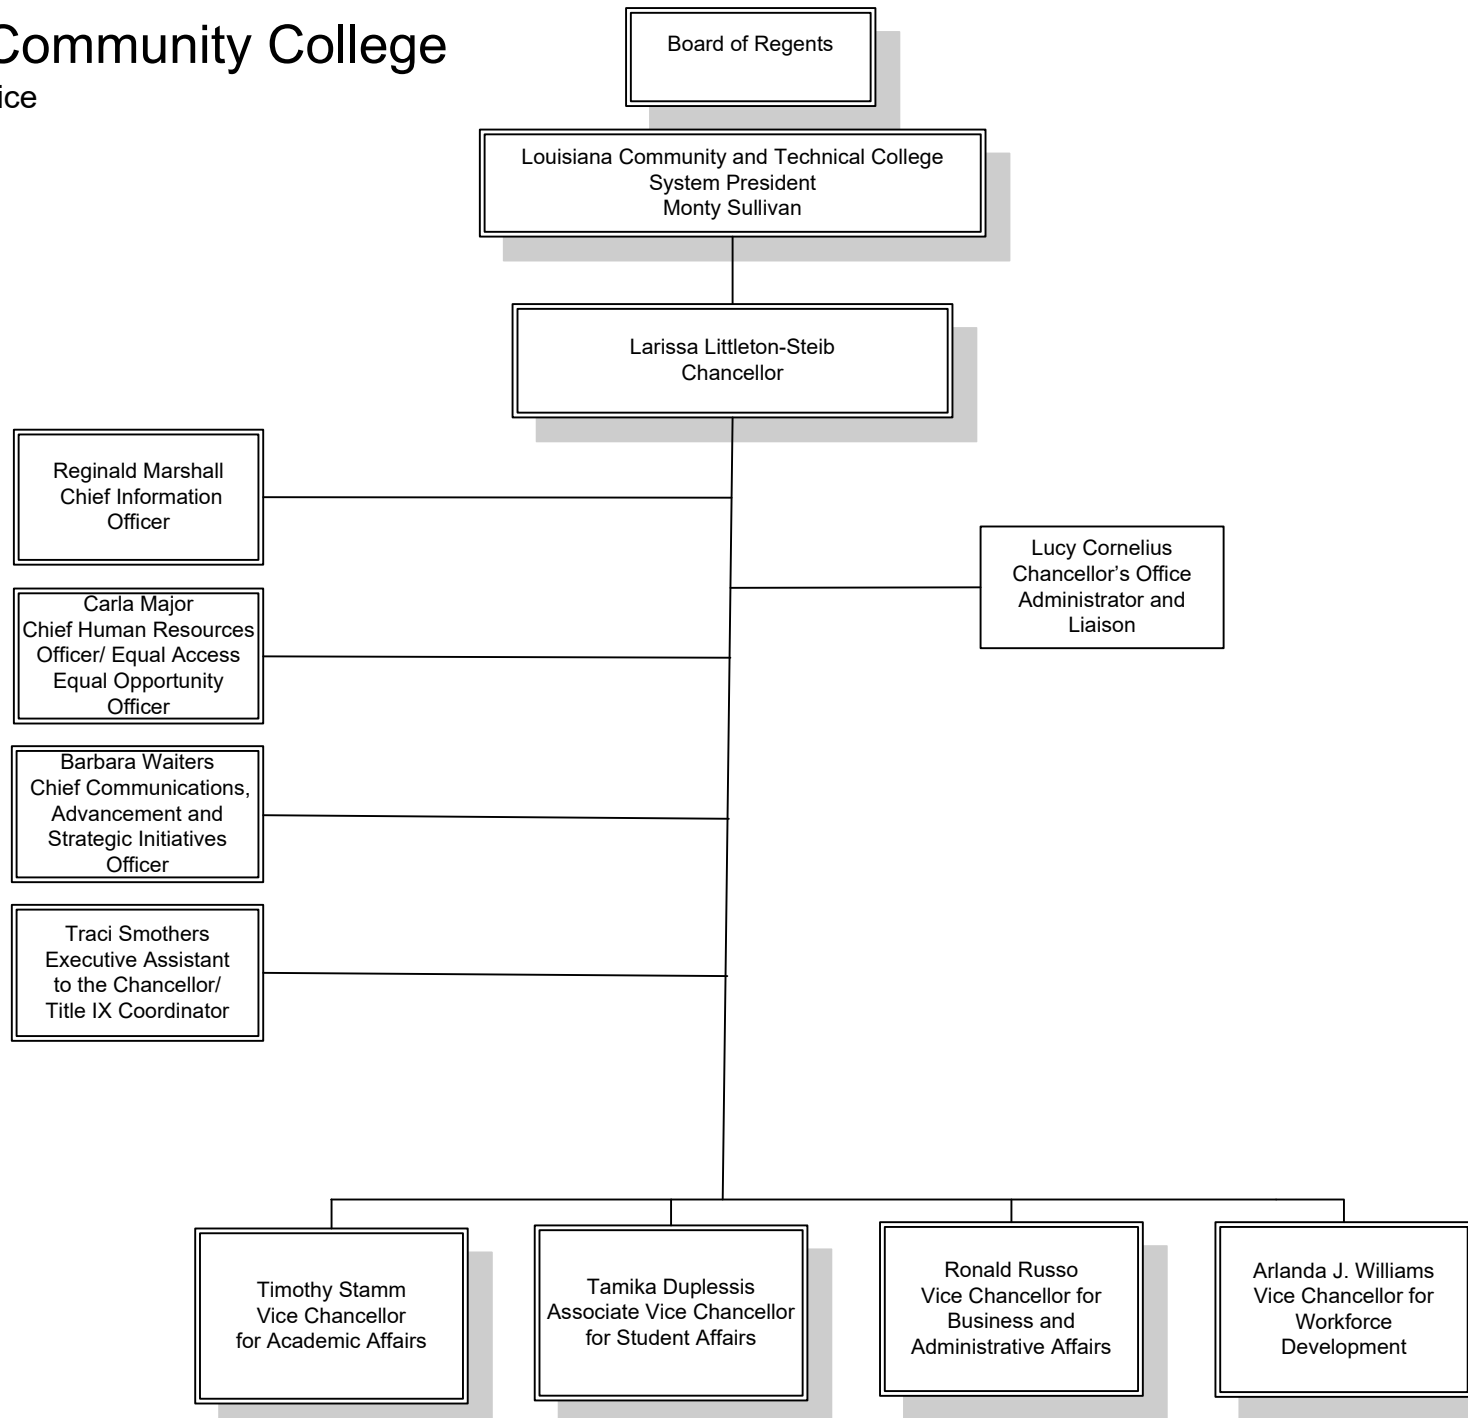 Community College
ice
Board of Regents
Louisiana Community and Technical College
System President
Monty Sullivan
Larissa Littleton-Steib
Chancellor
Reginald Marshall
Chief Information
Officer
Lucy Cornelius
Chancellor’s Office
Administrator and
Liaison
Carla Major
Chief Human Resources
Officer/ Equal Access
Equal Opportunity
Officer
Barbara Waiters
Chief Communications,
Advancement and
Strategic Initiatives
Officer
Traci Smothers
Executive Assistant
to the Chancellor/
Title IX Coordinator
Timothy Stamm
Vice Chancellor
for Academic Affairs
Tamika Duplessis
Associate Vice Chancellor
for Student Affairs
Ronald Russo
Vice Chancellor for
Business and
Administrative Affairs
Arlanda J. Williams
Vice Chancellor for
Workforce
Development